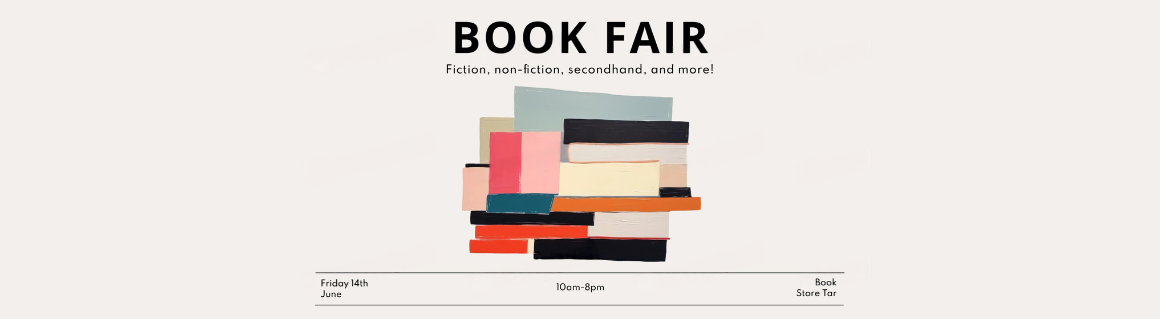 BOOK FAIR
Fiction, non-fiction, secondhand, and more!
Friday 14th
June
10am-8pm
Book
Store Tar